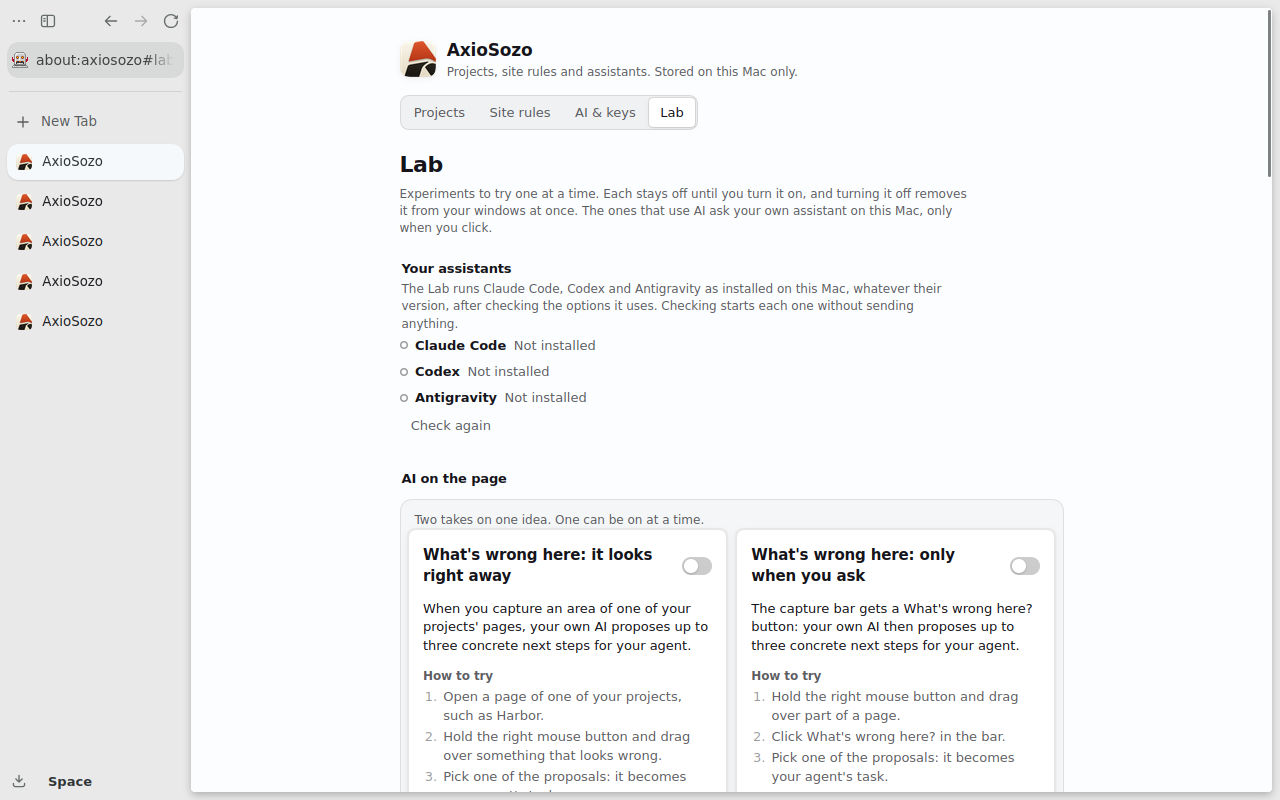 about:axiosozo#lab
New Tab
AxioSozo
AxioSozo
AxioSozo
AxioSozo
AxioSozo
Space
AxioSozo
Projects, site rules and assistants. Stored on this Mac only.
Projects
Site rules
AI & keys
Lab
Lab
Experiments to try one at a time. Each stays off until you turn it on, and turning it off removes
it from your windows at once. The ones that use AI ask your own assistant on this Mac, only
when you click.
Your assistants
The Lab runs Claude Code, Codex and Antigravity as installed on this Mac, whatever their
version, after checking the options it uses. Checking starts each one without sending
anything.
Claude Code Not installed
Codex Not installed
Antigravity Not installed
Check again
AI on the page
Two takes on one idea. One can be on at a time.
What's wrong here: it looks
right away
When you capture an area of one of your
projects' pages, your own AI proposes up to
three concrete next steps for your agent.
How to try
1. Open a page of one of your projects,
such as Harbor.
2. Hold the right mouse button and drag
over something that looks wrong.
3. Pick one of the proposals: it becomes
What's wrong here: only
when you ask
The capture bar gets a What's wrong here?
button: your own AI then proposes up to
three concrete next steps for your agent.
How to try
1. Hold the right mouse button and drag
over part of a page.
2. Click What's wrong here? in the bar.
3. Pick one of the proposals: it becomes
your agent's task.